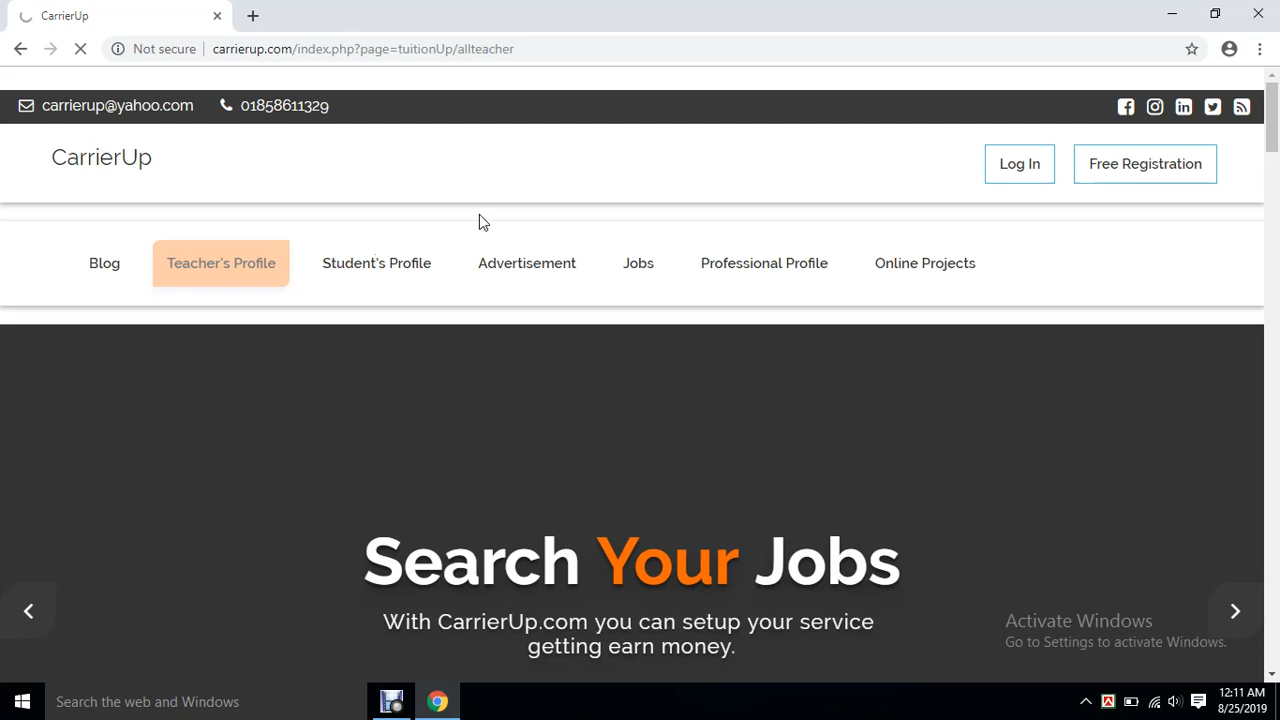 CarrierUp
Not secure
carrierup.com/index.php?page=tuitionUp/allteacher
carrierup@yahoo.com 01858611329
CarrierUp
Log In
Free Registration
Blog
Teacher's Profile
Student's Profile
Advertisement
Jobs
Professional Profile
Online Projects
Search Your Jobs
With CarrierUp.com you can setup your service
getting earn money.
Activate Windows
Go to Settings to activate Windows.
Search the web and Windows
12:11 AM
8/25/2019